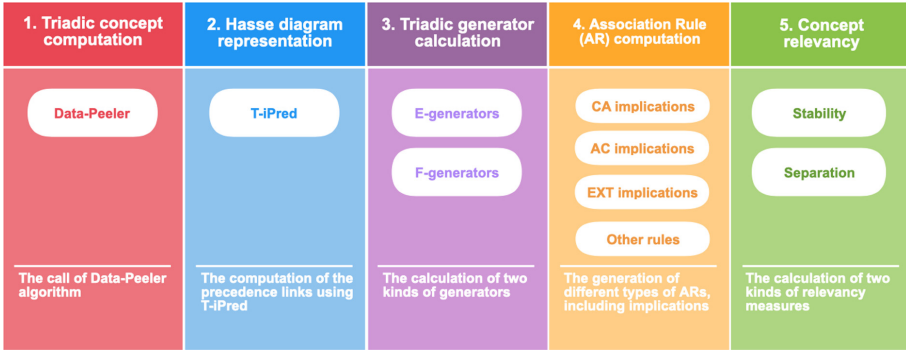 1. Triadic concept
computation
Data-Peeler
The call of Data-Peeler
algorithm
2. Hasse diagram
representation
T-iPred
The computation of the
precedence links using
T-iPred
3. Triadic generator
calculation
E-generators
F-generators
The calculation of two
kinds of generators
4. Association Rule
(AR) computation
CA implications
AC implications
EXT implications
Other rules
The generation of
different types of ARs,
including implications
5. Concept
relevancy
Stability
Separation
The calculation of two
kinds of relevancy
measures